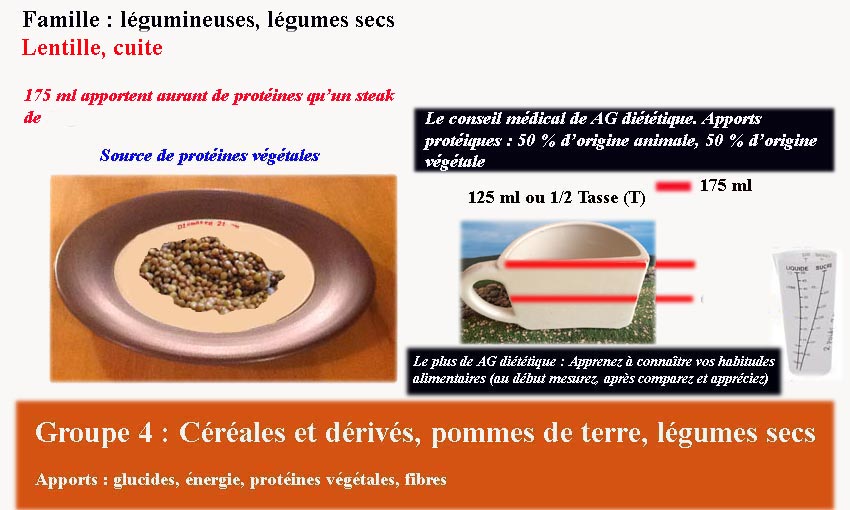 Famille : légumineuses, légumes secs
Lentille, cuite
175 ml apportent aurant de protéines qu’un steak
de
Source de protéines végétales
Le conseil médical de AG diététique. Apports
protéiques : 50 % d’origine animale, 50 % d’origine
végétale
125 ml ou 1/2 Tasse (T)
175 ml
LIQUIDE SUCRE
Le plus de AG diététique : Apprenez à connaître vos habitudes
alimentaires (au début mesurez, après comparez et appréciez)
Groupe 4 : Céréales et dérivés, pommes de terre, légumes secs
Apports : glucides, énergie, protéines végétales, fibres